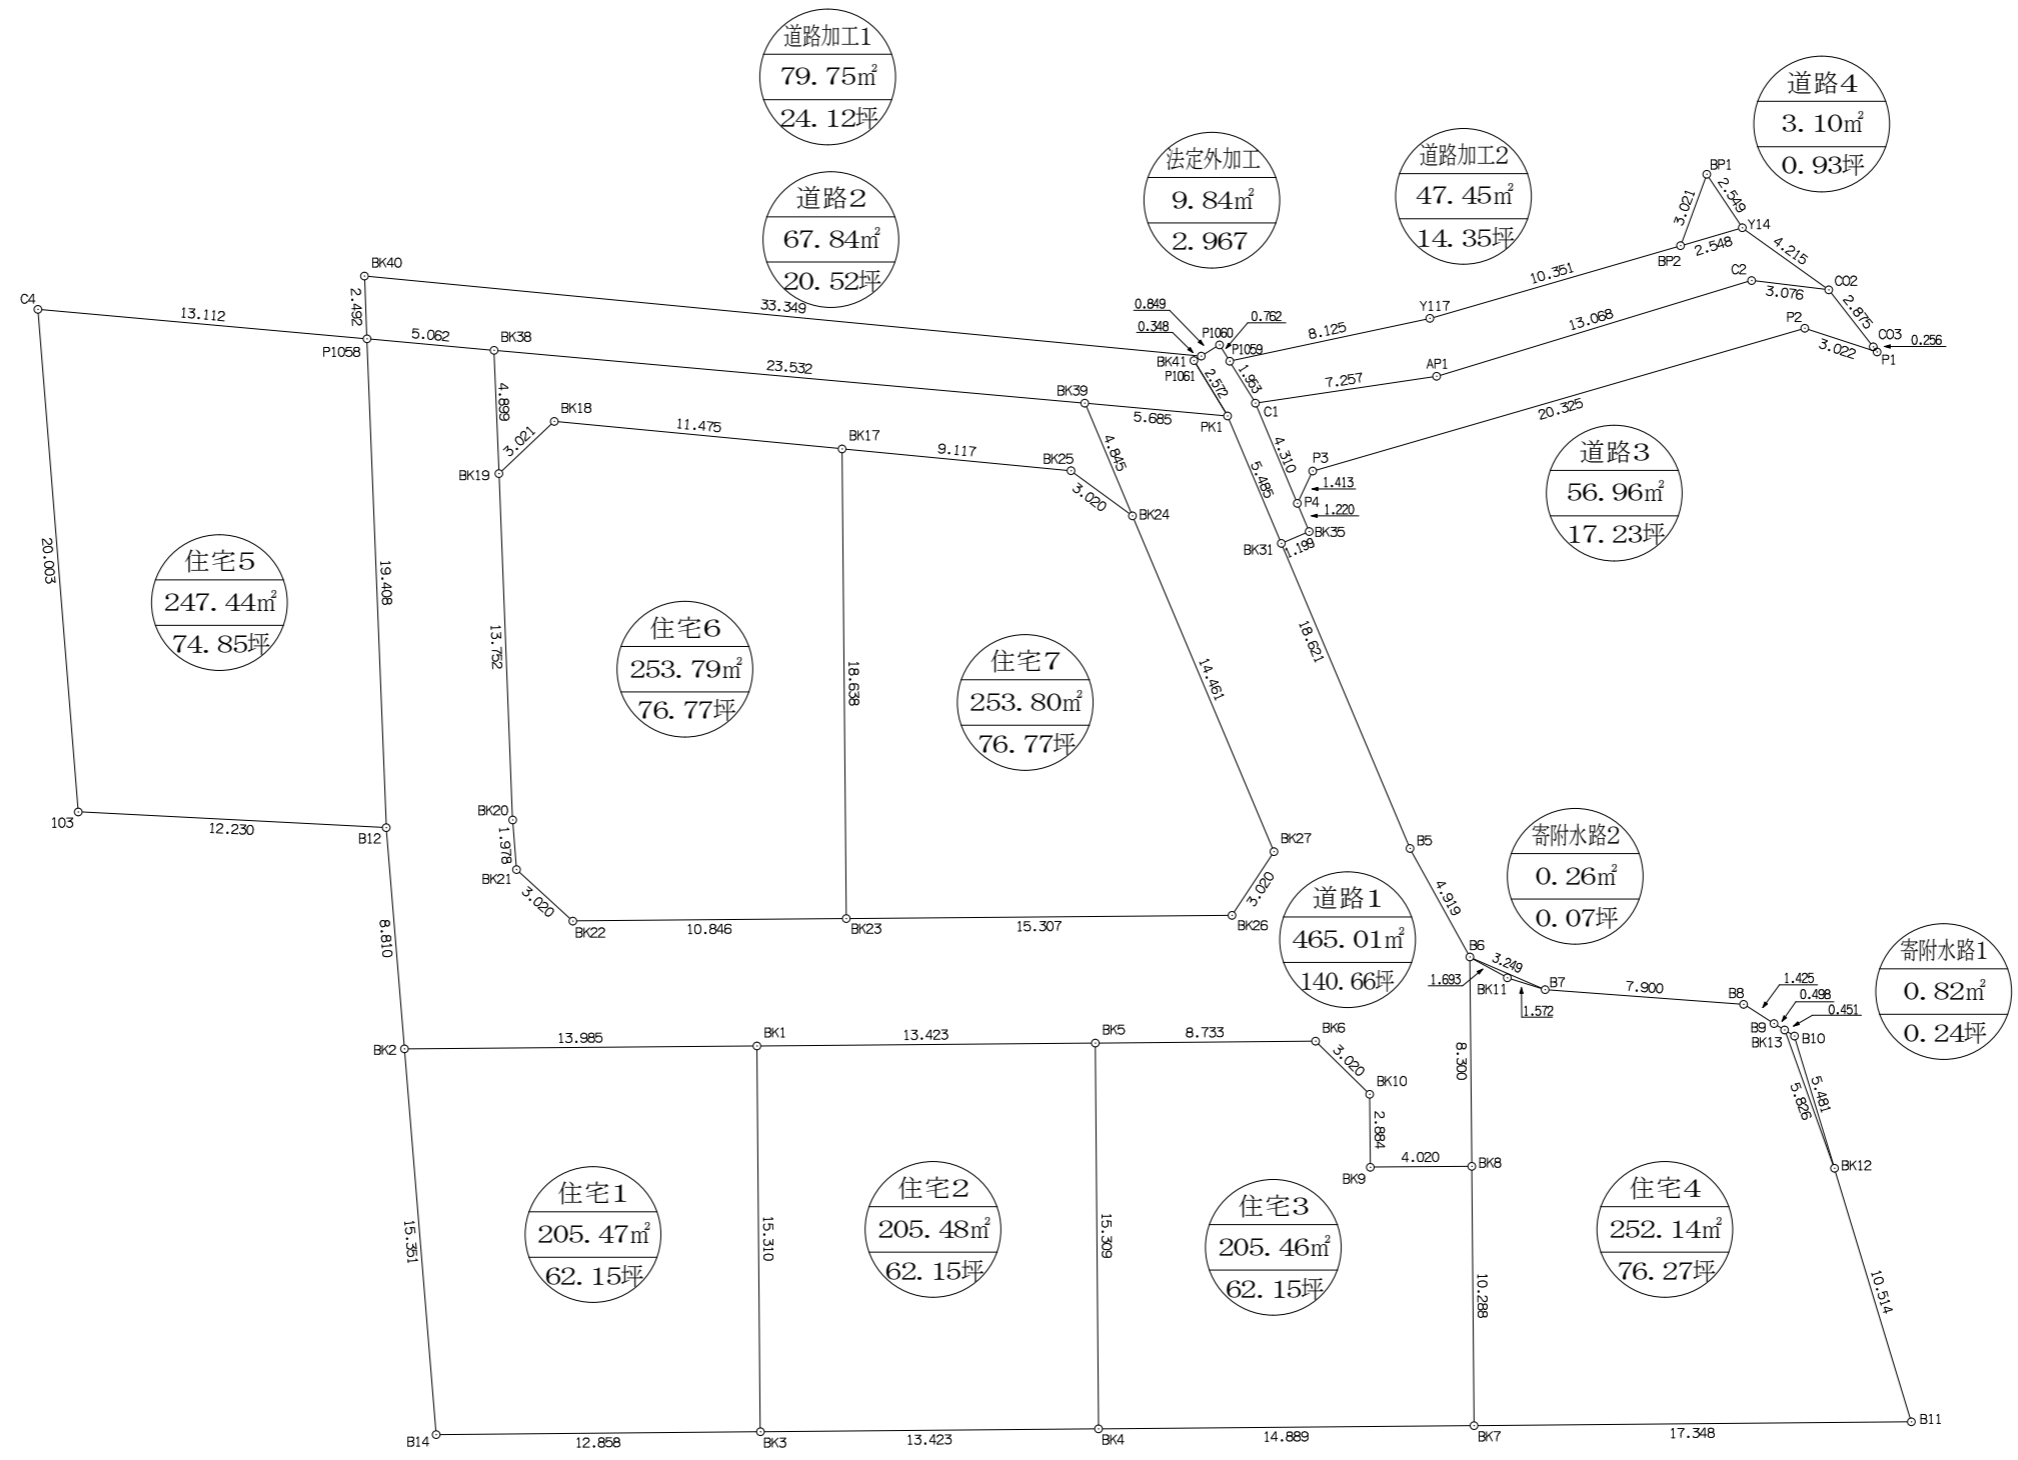 道路加工1
79.75㎡
24.12坪
道路2
67.84㎡
20.52坪
法定外加工
9.84㎡
2.967
道路加工2
47.45㎡
14.35坪
道路4
3.10㎡
0.93坪
BP1
3.021
2.549
Y14
BP2
2.548
4.215
C2
CO2
3.076
2.875
P2
CO3
0.256
3.022
P1
10.351
Y117
8.125
13.068
AP1
7.257
20.325
BK40
C4
2.492
13.112
33.349
P1058
5.062
BK38
0.849
0.348
P1060
0.762
P1059
BK41
P1061
2.572
1.953
23.532
BK39
5.685
C1
PK1
4.899
BK18
3.021
11.475
BK17
9.117
BK25
4.845
3.020
BK24
BK19
5.485
4.310
P3
1.413
P4
1.220
BK35
BK31
1.199
道路3
56.96㎡
17.23坪
20.003
住宅5
247.44㎡
74.85坪
19.408
13.752
住宅6
253.79㎡
76.77坪
18.638
住宅7
253.80㎡
76.77坪
14.461
18.621
103
12.230
B12
BK20
1.978
BK21
3.020
BK22
10.846
BK23
15.307
BK26
3.020
BK27
B5
4.919
寄附水路2
0.26㎡
0.07坪
道路1
465.01㎡
140.66坪
8.810
B6
3.249
1.693
BK11
1.572
B7
7.900
B8
1.425
0.498
0.451
B9
BK13
B10
寄附水路1
0.82㎡
0.24坪
BK2
13.985
BK1
13.423
BK5
8.733
BK6
3.020
BK10
8.300
2.884
4.020
BK9
BK8
5.481
5.826
BK12
15.351
住宅1
205.47㎡
62.15坪
15.310
住宅2
205.48㎡
62.15坪
15.309
住宅3
205.46㎡
62.15坪
10.288
住宅4
252.14㎡
76.27坪
10.514
B14
12.858
BK3
13.423
BK4
14.889
BK7
17.348
B11